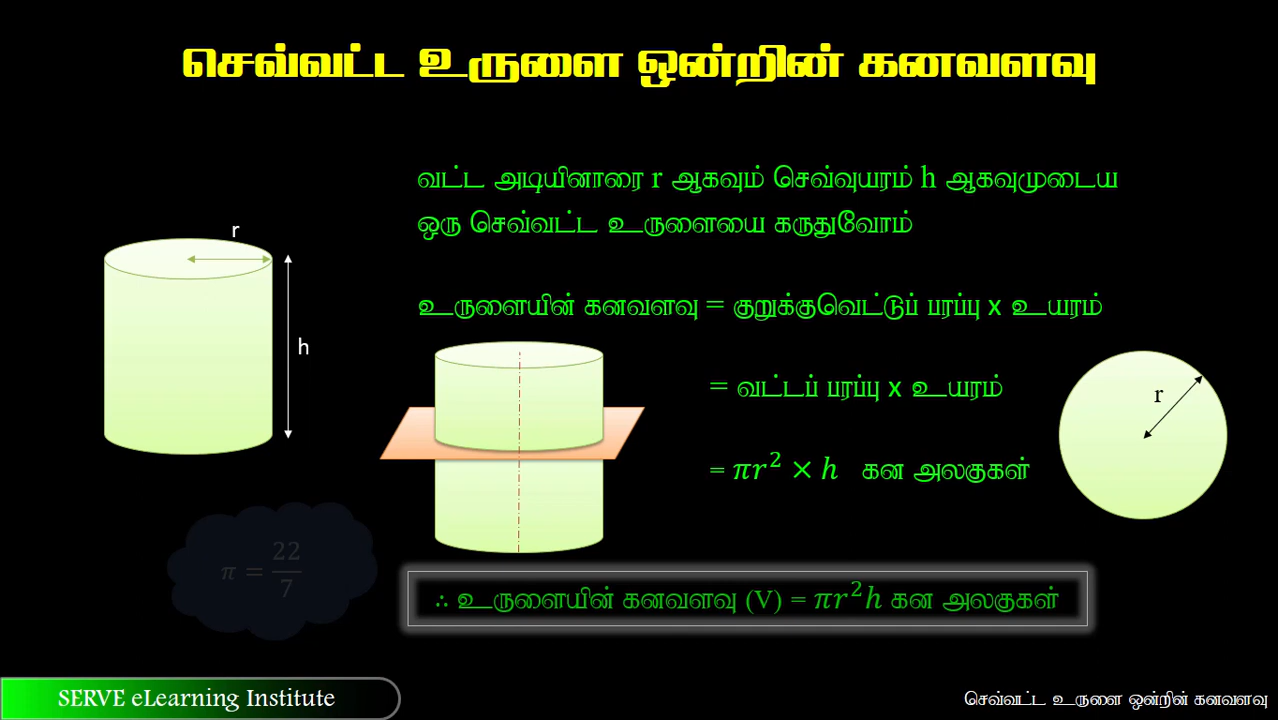 செவ்வட்ட உருளை ஒன்றின் கனவளவு
வட்ட அடியினாரை r ஆகவும் செவ்வுயரம் h ஆகவுமுடைய
ஒரு செவ்வட்ட உருளையை கருதுவோம்
r
h
உருளையின் கனவளவு = குறுக்குவெட்டுப் பரப்பு x உயரம்
= வட்டப் பரப்பு x உயரம்
r
= πr² × h கன அலகுகள்
π = 22/7
∴ உருளையின் கனவளவு (V) = πr²h கன அலகுகள்
SERVE eLearning Institute
செவ்வட்ட உருளை ஒன்றின் கனவளவு